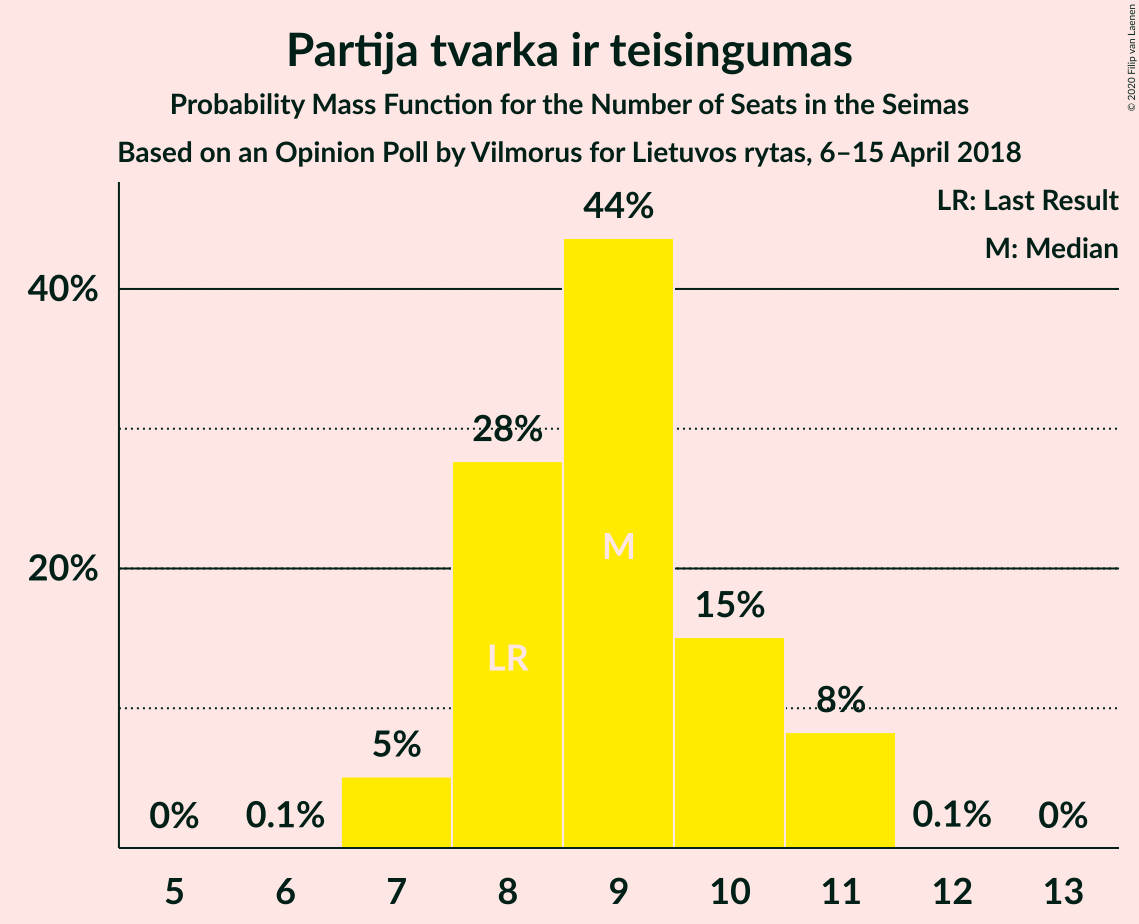 Partija tvarka ir teisingumas
Probability Mass Function for the Number of Seats in the Seimas
Based on an Opinion Poll by Vilmorus for Lietuvos rytas, 6–15 April 2018
© 2020 Filip van Laenen
LR: Last Result
M: Median
44%
40%
28%
M
20%
15%
LR
8%
5%
0% 0.1% 0.1% 0%
5 6 7 8 9 10 11 12 13